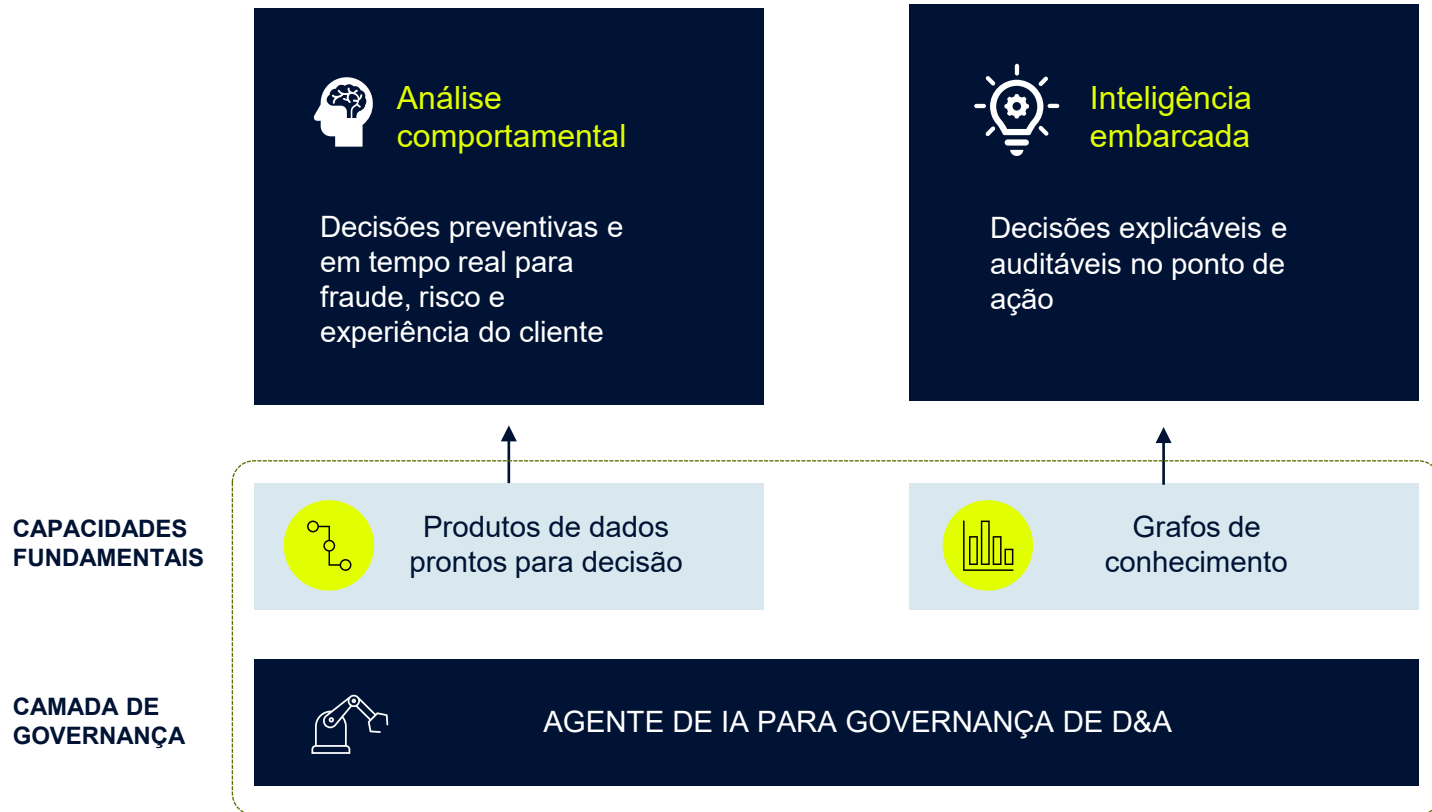 Análise
comportamental
Decisões preventivas e
em tempo real para
fraude, risco e
experiência do cliente
Inteligência
embarcada
Decisões explicáveis e
auditáveis no ponto de
ação
CAPACIDADES
FUNDAMENTAIS
Produtos de dados
prontos para decisão
Grafos de
conhecimento
CAMADA DE
GOVERNANÇA
AGENTE DE IA PARA GOVERNANÇA DE D&A